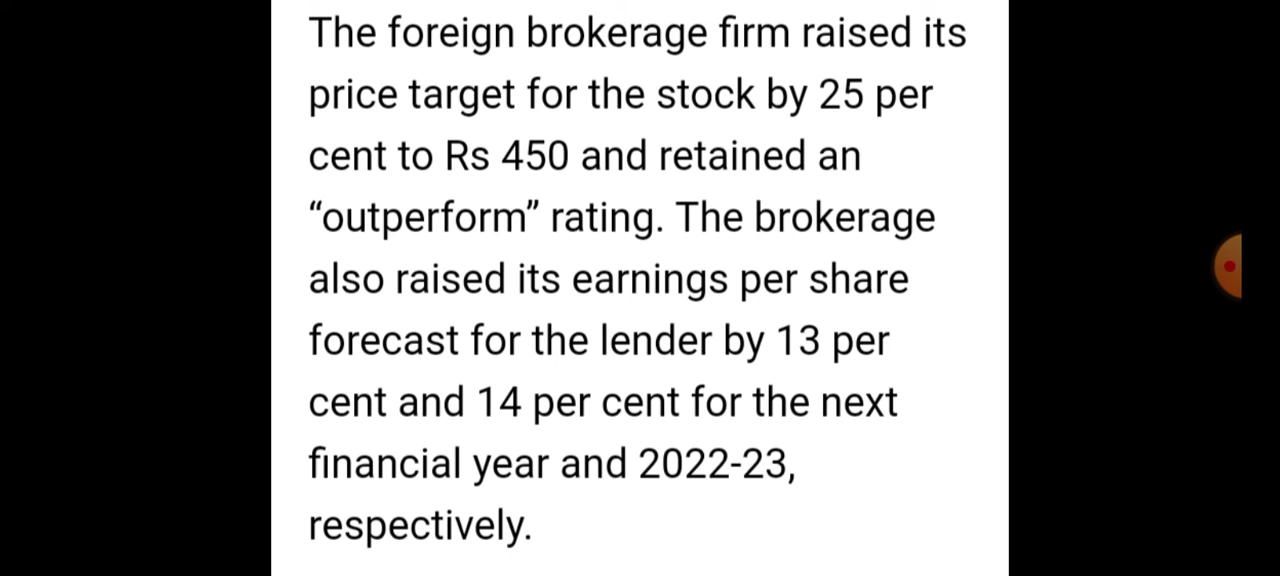 The foreign brokerage firm raised its
price target for the stock by 25 per
cent to Rs 450 and retained an
“outperform” rating. The brokerage
also raised its earnings per share
forecast for the lender by 13 per
cent and 14 per cent for the next
financial year and 2022-23,
respectively.